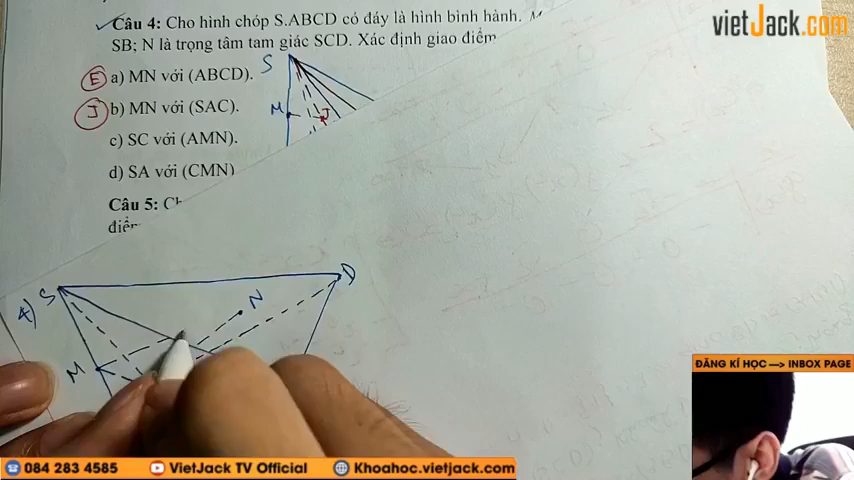 vietJack.com
Câu 4: Cho hình chóp S.ABCD có đáy là hình bình hành.
SB; N là trọng tâm tam giác SCD. Xác định giao điểm
E a) MN với (ABCD).
J b) MN với (SAC).
c) SC với (AMN).
d) SA với (CMN)
Câu 5:
S
M
J
4)
S
D
N
M
ĐĂNG KÍ HỌC —> INBOX PAGE
084 283 4585
VietJack TV Official
Khoahoc.vietjack.com